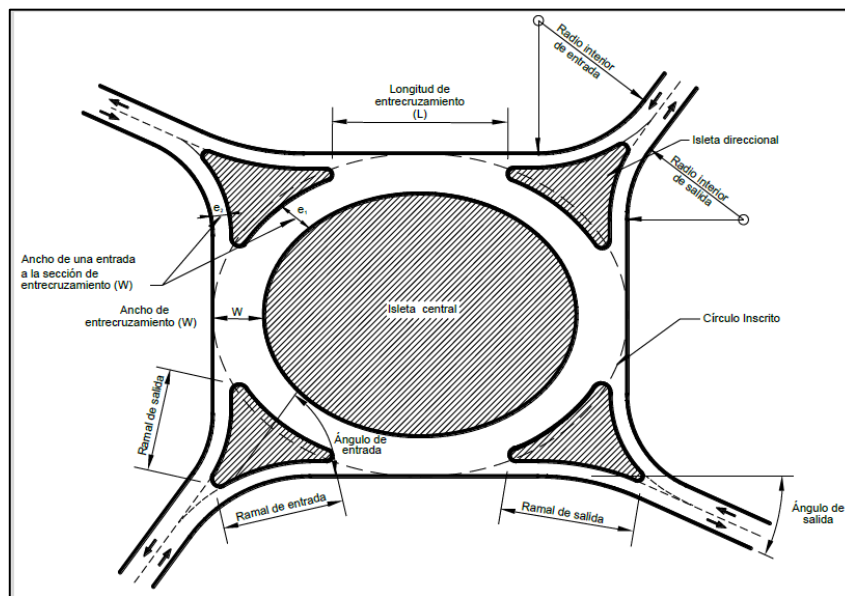 Radio interior
de entrada
Longitud de
entrecruzamiento
(L)
Isleta direccional
Radio interior
de salida
e₂
e₁
Ancho de una entrada
a la sección de
entrecruzamiento (W)
Ancho de
entrecruzamiento (W)
W
Isleta central
Círculo Inscrito
Ramal de salida
Ángulo de
entrada
Ramal de entrada
Ramal de salida
Ángulo de
salida